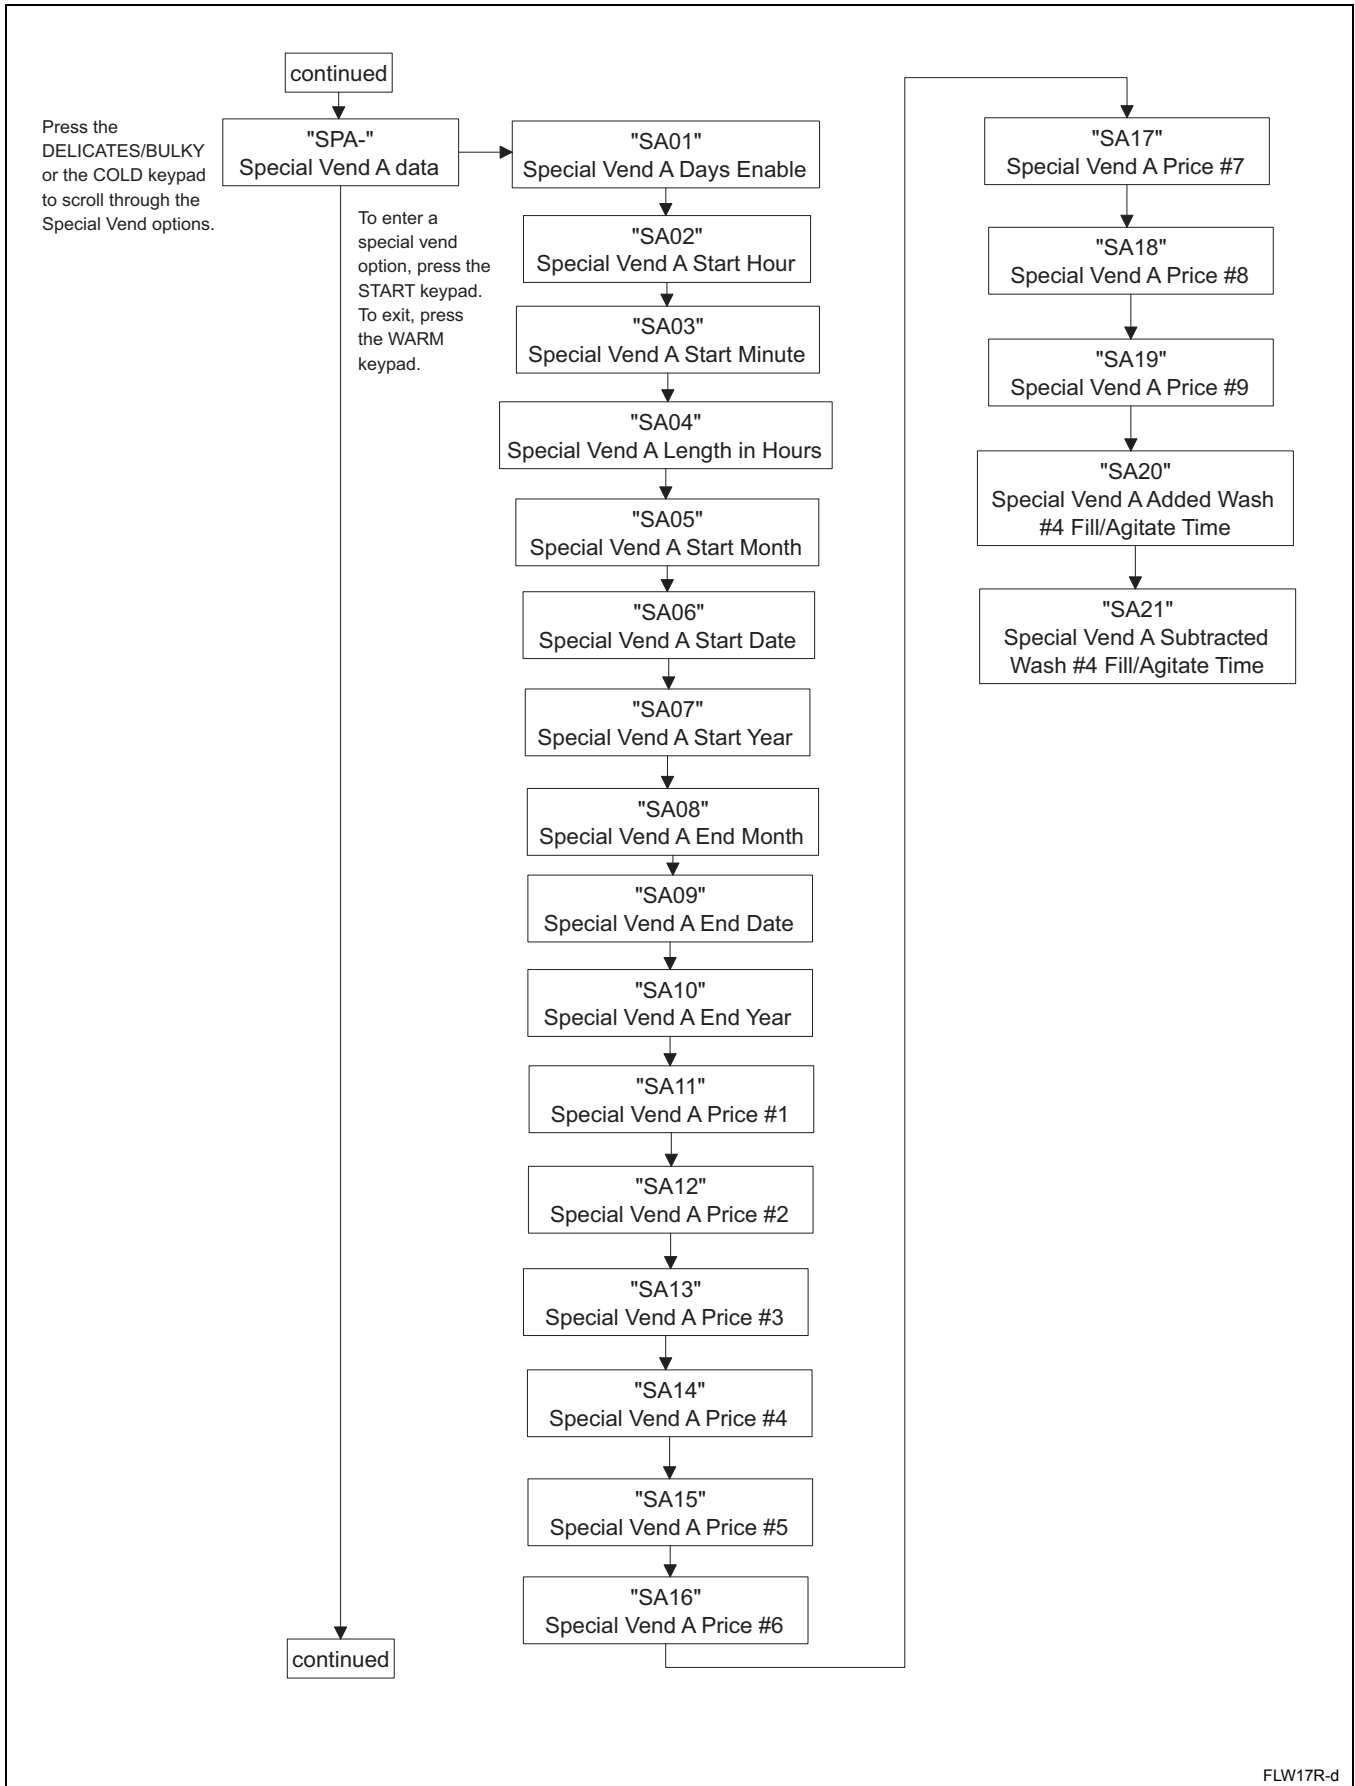 continued
Press the
DELICATES/BULKY
or the COLD keypad
to scroll through the
Special Vend options.
"SPA-"
Special Vend A data
To enter a
special vend
option, press the
START keypad.
To exit, press
the WARM
keypad.
continued
"SA01"
Special Vend A Days Enable
"SA02"
Special Vend A Start Hour
"SA03"
Special Vend A Start Minute
"SA04"
Special Vend A Length in Hours
"SA05"
Special Vend A Start Month
"SA06"
Special Vend A Start Date
"SA07"
Special Vend A Start Year
"SA08"
Special Vend A End Month
"SA09"
Special Vend A End Date
"SA10"
Special Vend A End Year
"SA11"
Special Vend A Price #1
"SA12"
Special Vend A Price #2
"SA13"
Special Vend A Price #3
"SA14"
Special Vend A Price #4
"SA15"
Special Vend A Price #5
"SA16"
Special Vend A Price #6
"SA17"
Special Vend A Price #7
"SA18"
Special Vend A Price #8
"SA19"
Special Vend A Price #9
"SA20"
Special Vend A Added Wash
#4 Fill/Agitate Time
"SA21"
Special Vend A Subtracted
Wash #4 Fill/Agitate Time
FLW17R-d